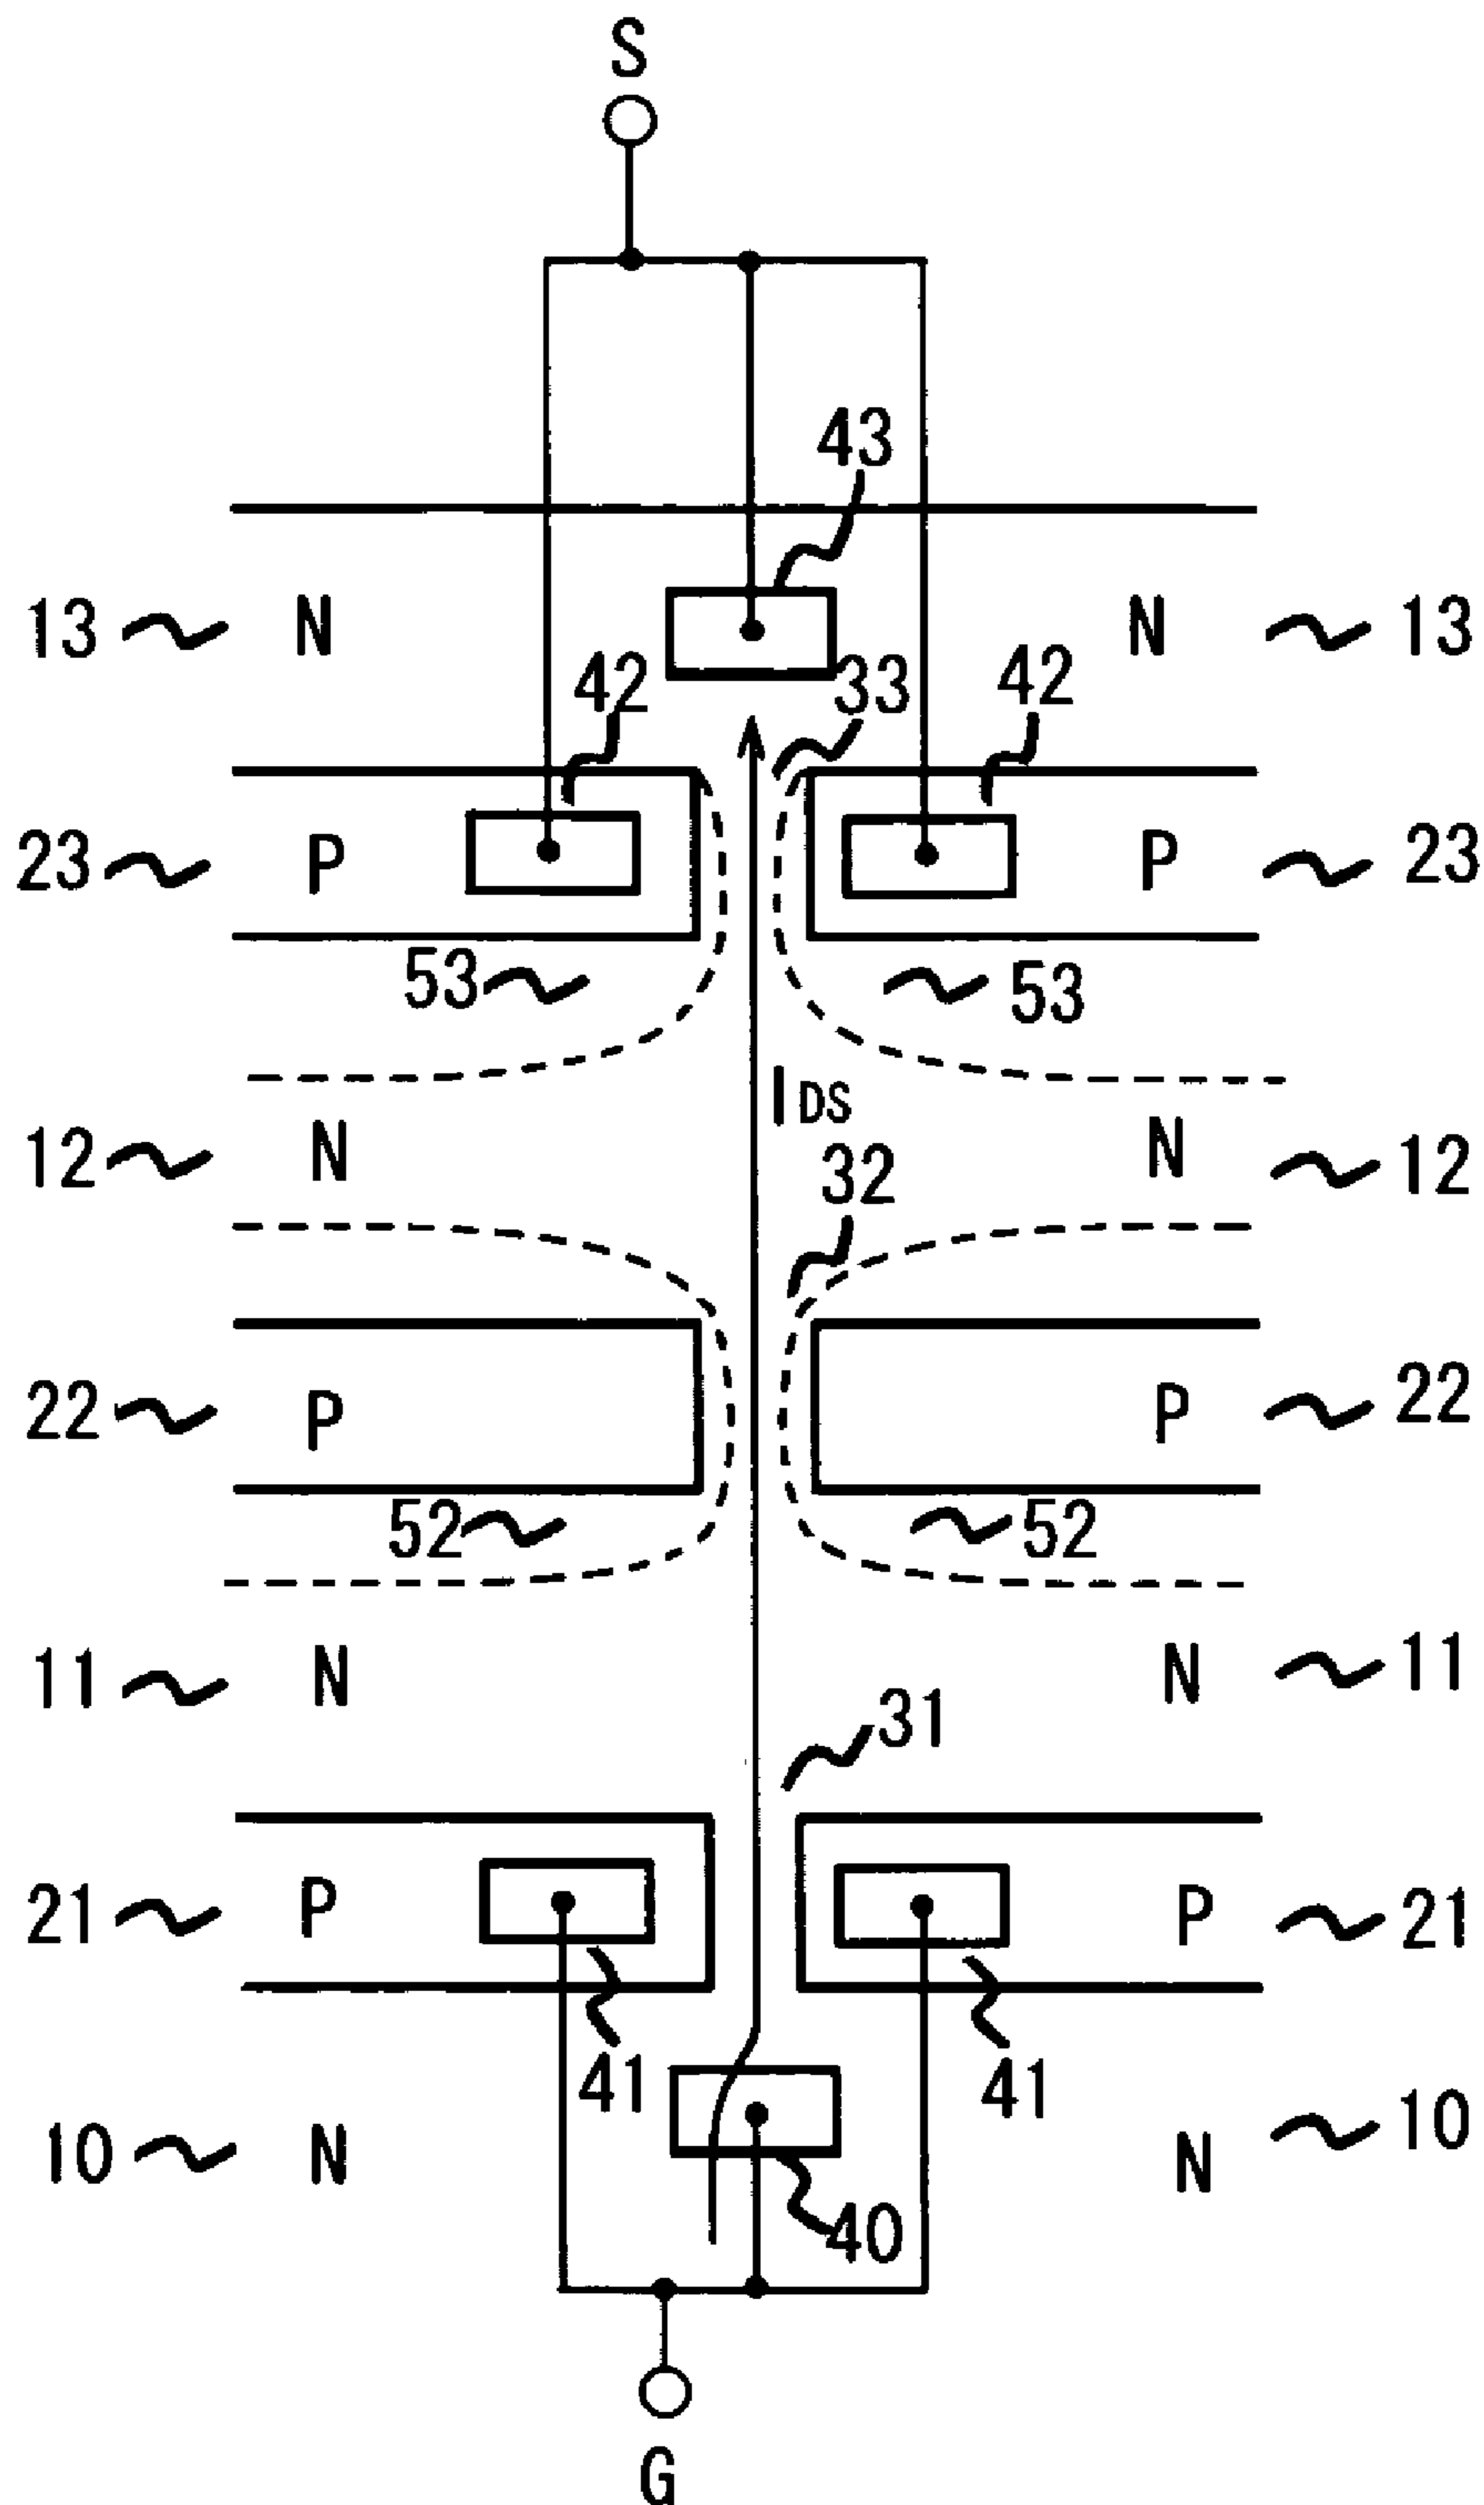 S
43
13 N N 13
42 33 42
23 P P 23
53 53
IDS
12 N N 12
32
22 P P 22
52 52
11 N N 11
31
21 P P 21
41 41
10 N N 10
40
G